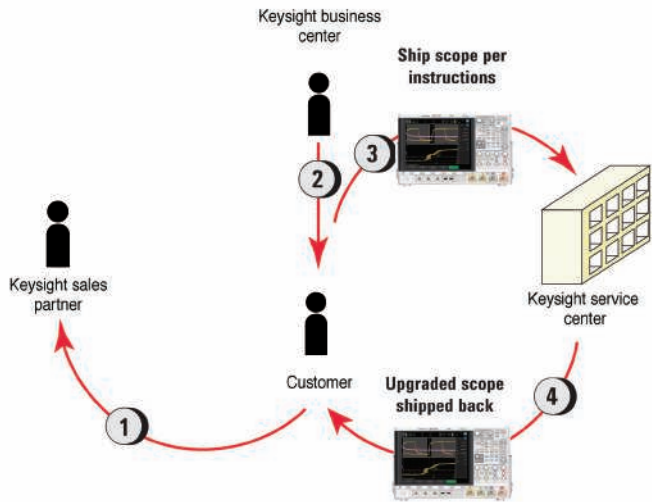 Keysight business
center
Ship scope per
instructions
3
2
Keysight sales
partner
Keysight service
center
Customer
Upgraded scope
shipped back
4
1